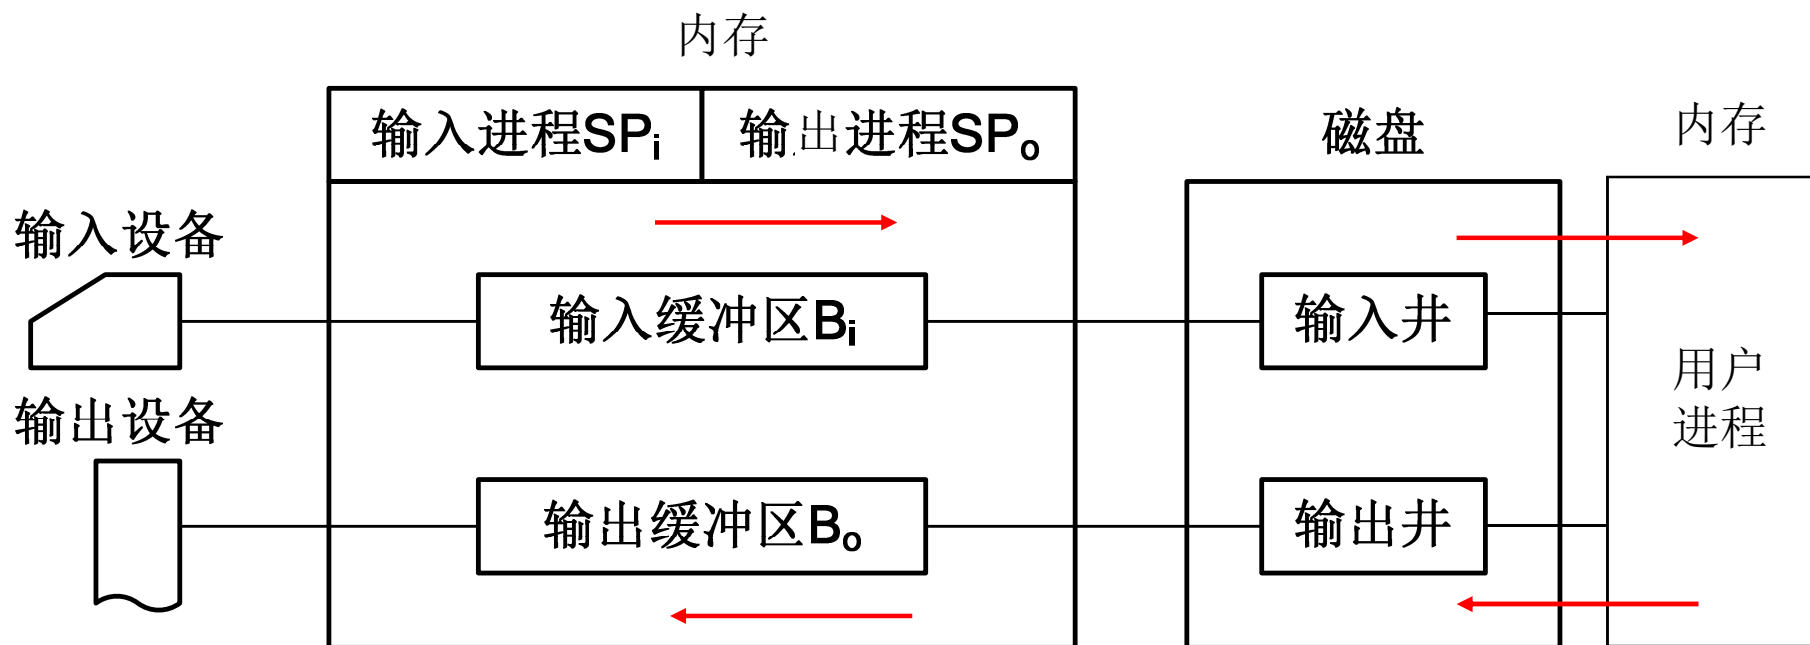 内存
输入进程SPi
输出进程SPo
磁盘
内存
输入设备
输入缓冲区Bi
输入井
用户
进程
输出设备
输出缓冲区Bo
输出井